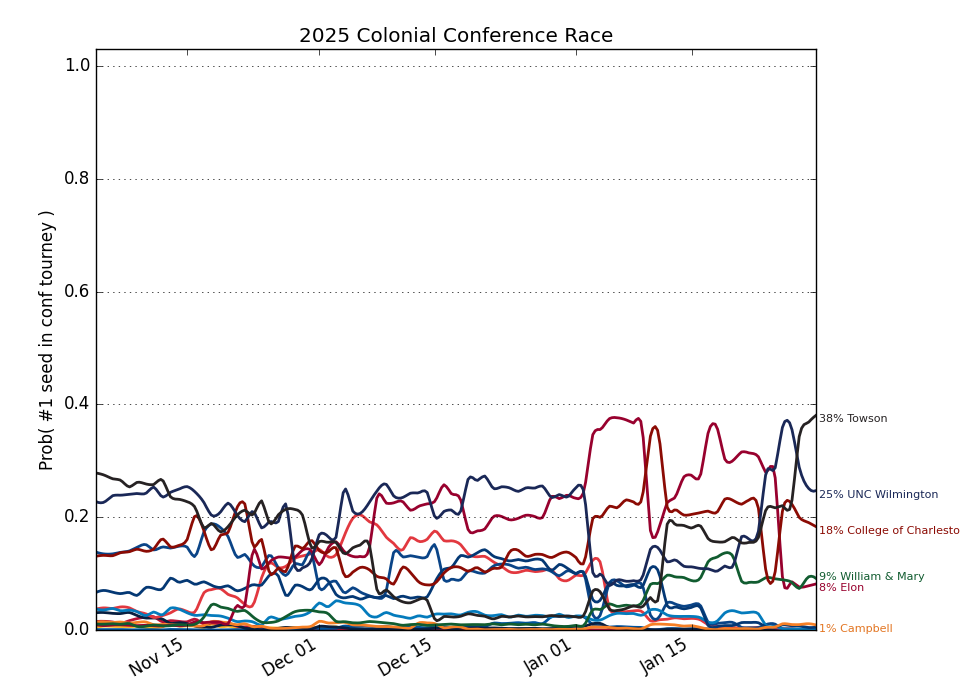 2025 Colonial Conference Race
Prob( #1 seed in conf tourney )
1.0
0.8
0.6
0.4
0.2
0.0
Nov 15
Dec 01
Dec 15
Jan 01
Jan 15
38% Towson
25% UNC Wilmington
18% College of Charlesto
9% William & Mary
8% Elon
1% Campbell